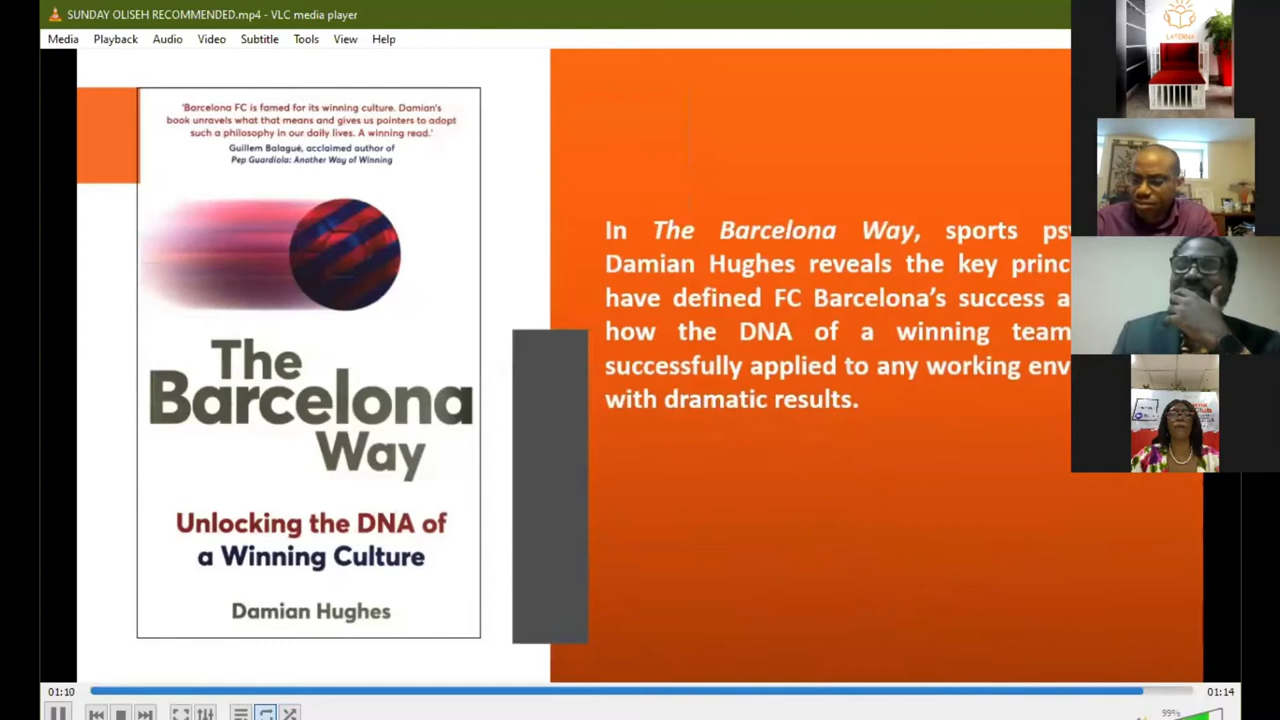 SUNDAY OLISEH RECOMMENDED.mp4 - VLC media player
Media Playback Audio Video Subtitle Tools View Help
'Barcelona FC is famed for its winning culture. Damian's
book unravels what that means and gives us pointers to adopt
such a philosophy in our daily lives. A winning read.'
Guillem Balagué, acclaimed author of
Pep Guardiola: Another Way of Winning
The
Barcelona
Way
Unlocking the DNA of
a Winning Culture
Damian Hughes
In The Barcelona Way, sports ps
Damian Hughes reveals the key princ
have defined FC Barcelona's success a
how the DNA of a winning team
successfully applied to any working env
with dramatic results.
LATERNA
01:10
01:14
99%